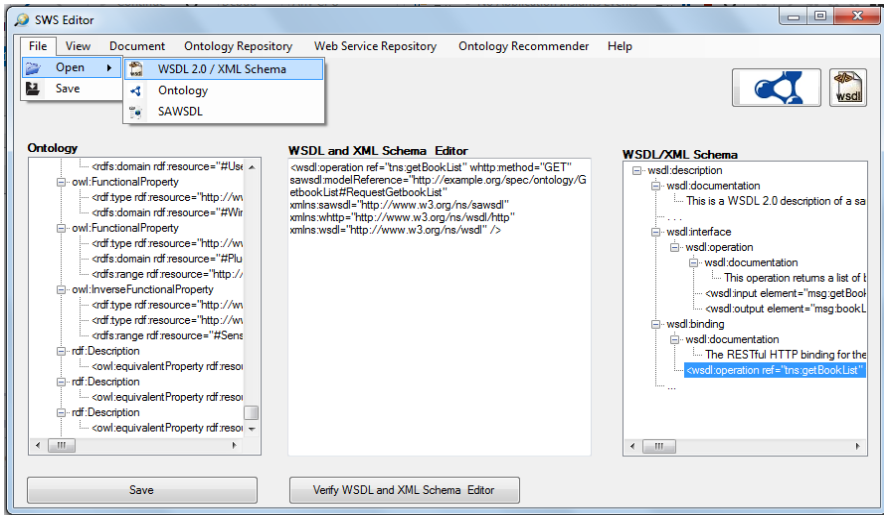 SWS Editor
File View Document Ontology Repository Web Service Repository Ontology Recommender Help
Open WSDL 2.0 / XML Schema
Save Ontology
SAWSDL
wsdl
Ontology
<rdfs:domain rdf:resource="#Use
owl:FunctionalProperty
<rdf:type rdf:resource="http://w
<rdfs:domain rdf:resource="#Wi
owl:FunctionalProperty
<rdf:type rdf:resource="http://w
<rdfs:domain rdf:resource="#Plu
<rdfs:range rdf:resource="http:/
owl:InverseFunctionalProperty
<rdf:type rdf:resource="http://w
<rdf:type rdf:resource="http://w
<rdfs:range rdf:resource="#Sens
rdf:Description
<owl:equivalentProperty rdf:reso
rdf:Description
<owl:equivalentProperty rdf:reso
rdf:Description
<owl:equivalentProperty rdf:reso
Save
WSDL and XML Schema Editor
<wsdl:operation ref="tns:getBookList" whttp:method="GET"
sawsdl:modelReference="http://example.org/spec/ontology/G
etbookList#RequestGetbookList"
xmlns:sawsdl="http://www.w3.org/ns/sawsdl"
xmlns:whttp="http://www.w3.org/ns/wsdl/http"
xmlns:wsdl="http://www.w3.org/ns/wsdl" />
Verify WSDL and XML Schema Editor
WSDL/XML Schema
wsdl:description
wsdl:documentation
This is a WSDL 2.0 description of a sa
. . .
wsdl:interface
wsdl:operation
wsdl:documentation
This operation returns a list of b
<wsdl:input element="msg:getBook
<wsdl:output element="msg:bookL
wsdl:binding
wsdl:documentation
The RESTful HTTP binding for the
<wsdl:operation ref="tns:getBookList"
...